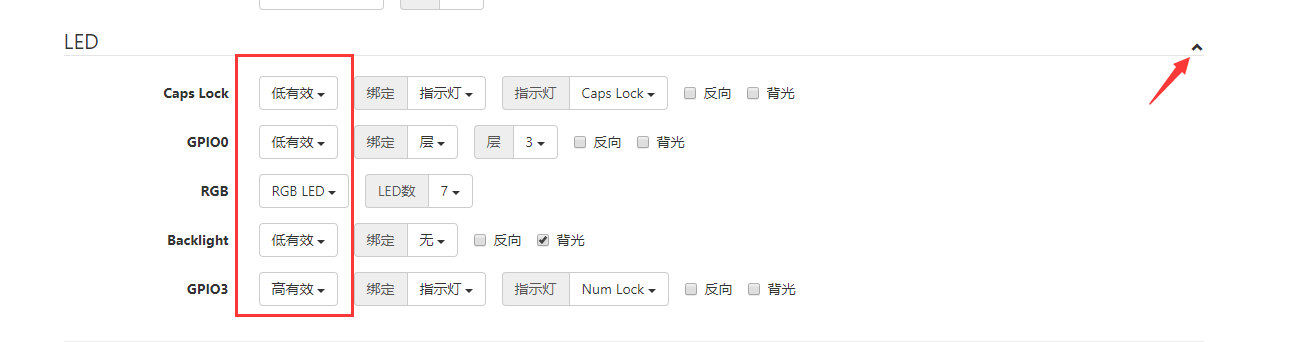 LED
Caps Lock 低有效 绑定 指示灯 指示灯 Caps Lock 反向 背光
GPIO0 低有效 绑定 层 层 3 反向 背光
RGB RGB LED LED数 7
Backlight 低有效 绑定 无 反向 背光
GPIO3 高有效 绑定 指示灯 指示灯 Num Lock 反向 背光